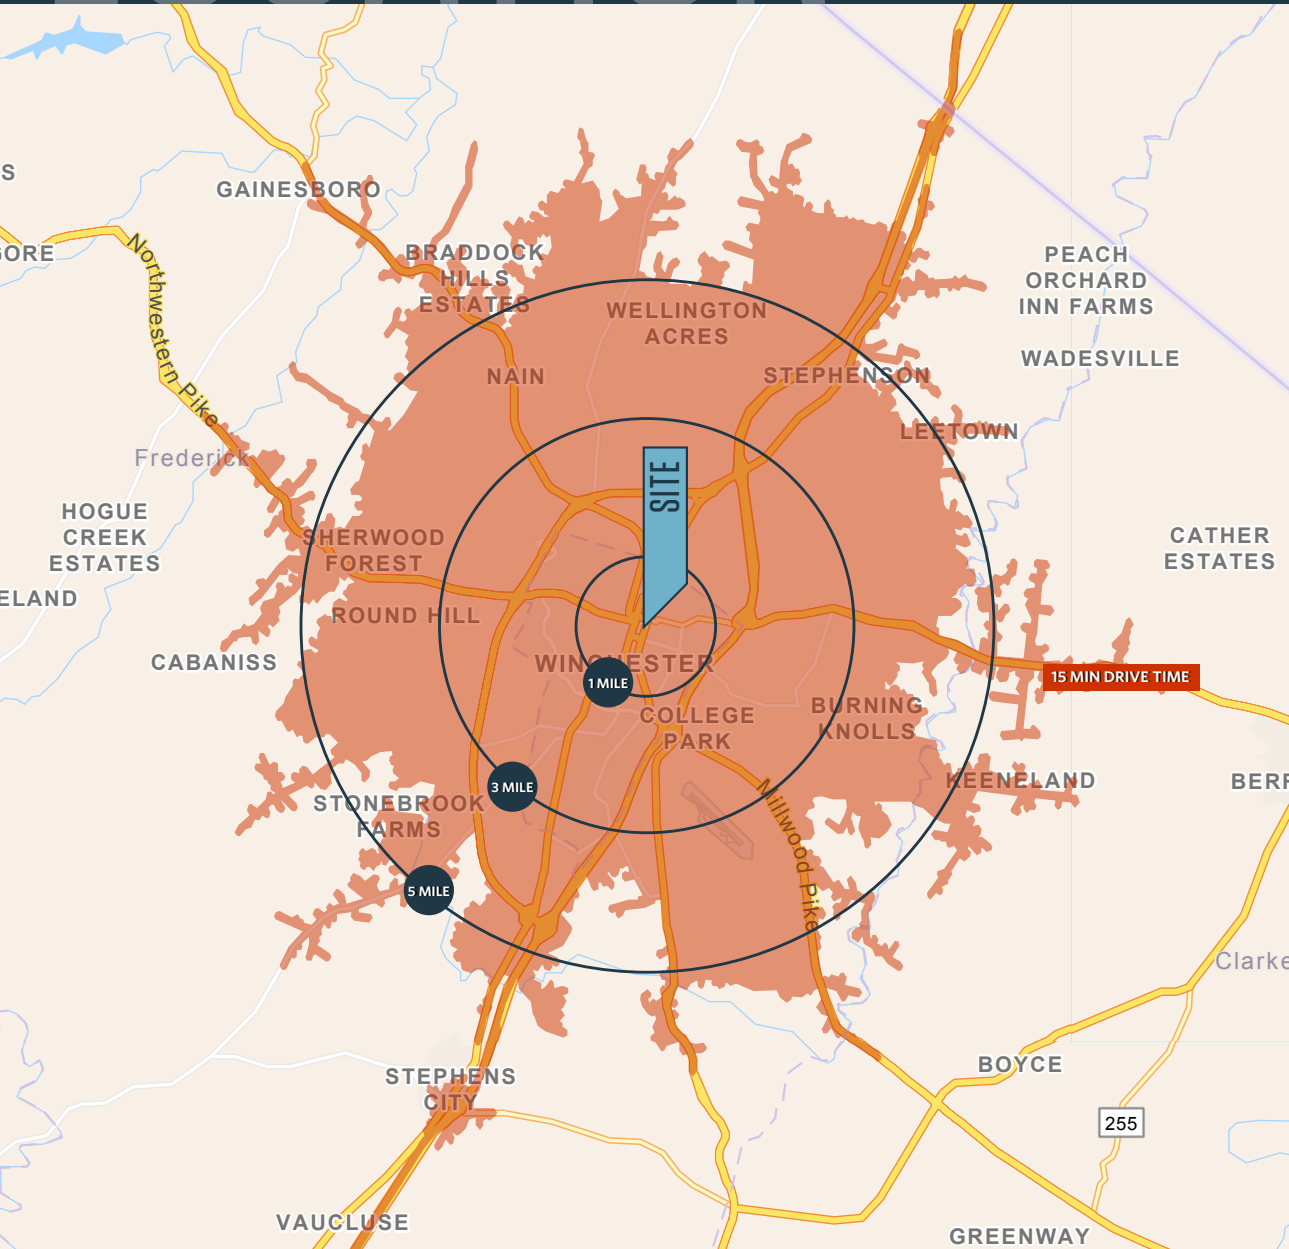 S
GAINESBORO
GORE
Northwestern Pike
BRADDOCK
HILLS
ESTATES
PEACH
ORCHARD
INN FARMS
WELLINGTON
ACRES
WADESVILLE
NAIN
STEPHENSON
LEETOWN
Frederick
SITE
HOGUE
CREEK
ESTATES
SHERWOOD
FOREST
CATHER
ESTATES
ELAND
ROUND HILL
CABANISS
WINCHESTER
15 MIN DRIVE TIME
1 MILE
COLLEGE
PARK
BURNING
KNOLLS
KEENELAND
BERR
3 MILE
STONEBROOK
FARMS
Millwood Pike
5 MILE
Clarke
BOYCE
STEPHENS
CITY
255
VAUCLUSE
GREENWAY